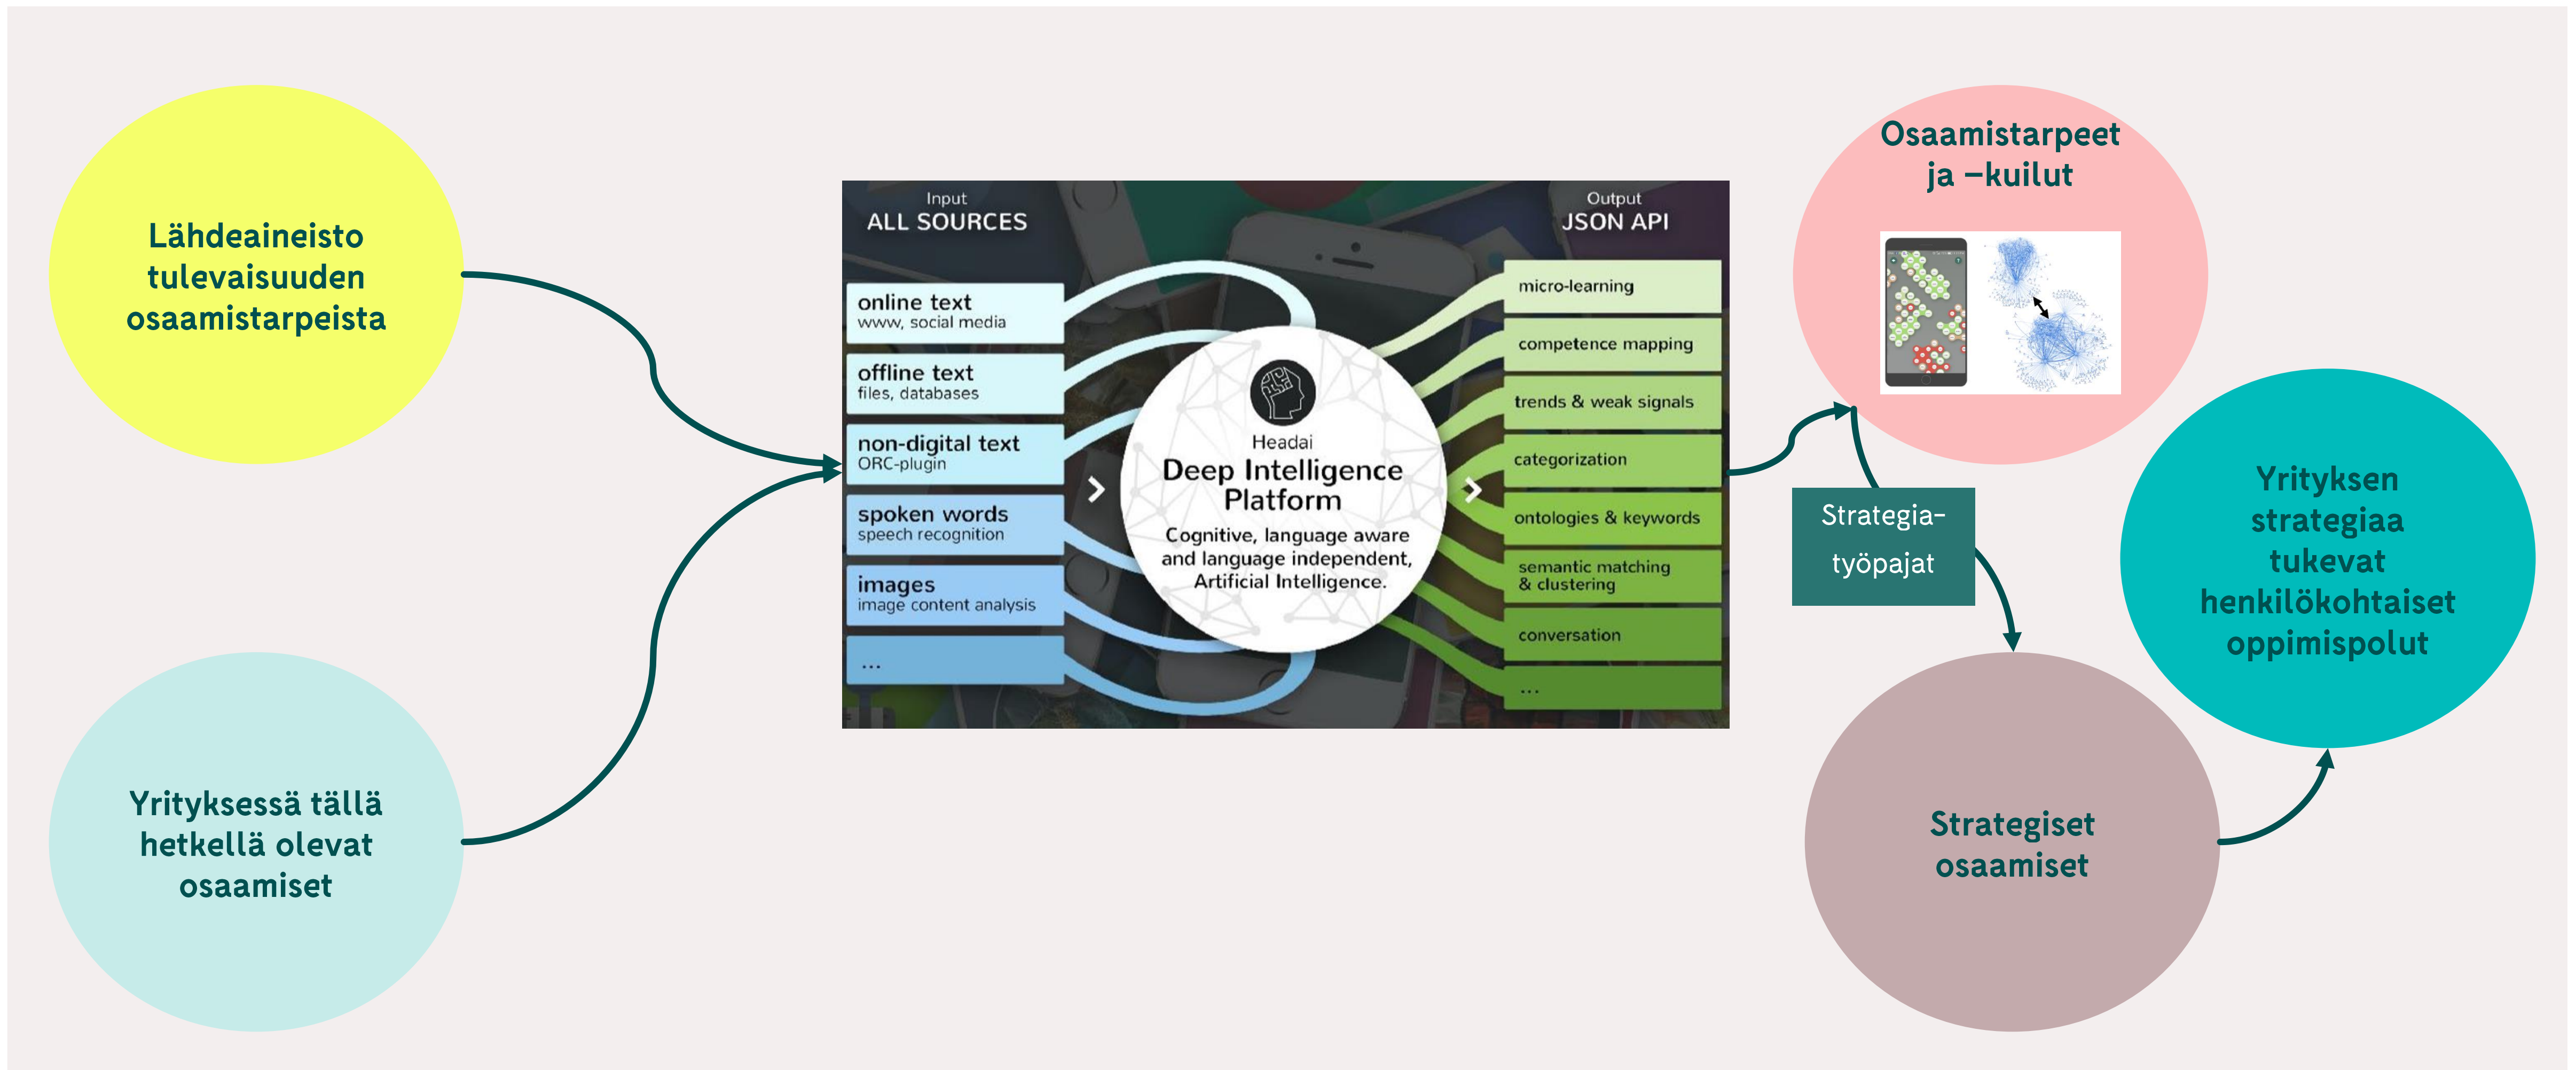 Lähdeaineisto
tulevaisuuden
osaamistarpeista
Yrityksessä tällä
hetkellä olevat
osaamiset
Input
ALL SOURCES
online text
www, social media
offline text
files, databases
non-digital text
ORC-plugin
spoken words
speech recognition
images
image content analysis
...
Headai
Deep Intelligence
Platform
Cognitive, language aware
and language independent,
Artificial Intelligence.
Output
JSON API
micro-learning
competence mapping
trends & weak signals
categorization
ontologies & keywords
semantic matching
& clustering
conversation
...
Osaamistarpeet
ja –kuilut
Strategia-
työpajat
Strategiset
osaamiset
Yrityksen
strategiaa
tukevat
henkilökohtaiset
oppimispolut